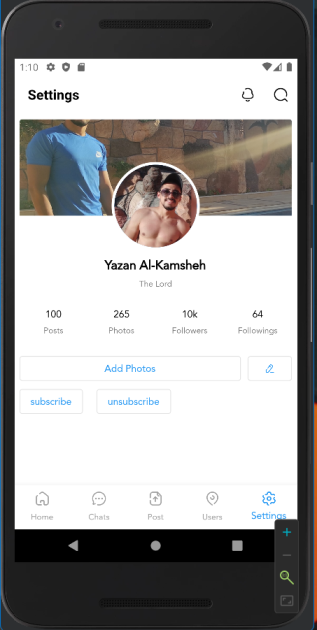 1:10
Settings
Yazan Al-Kamsheh
The Lord
100 265 10k 64
Posts Photos Followers Followings
Add Photos
subscribe unsubscribe
Home Chats Post Users Settings